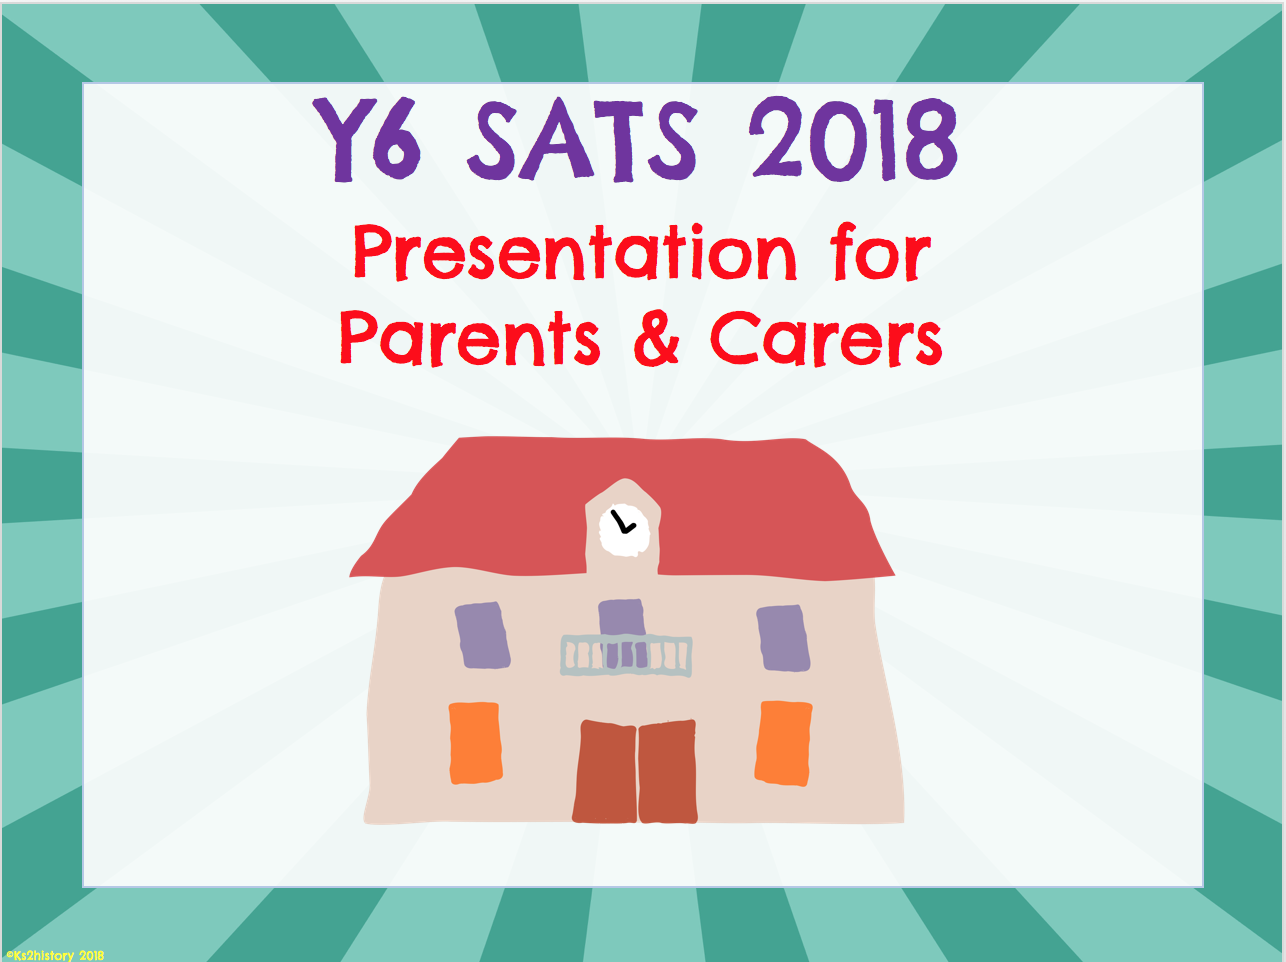 Y6 SATS 2018
Presentation for
Parents & Carers
©Ks2history 2018